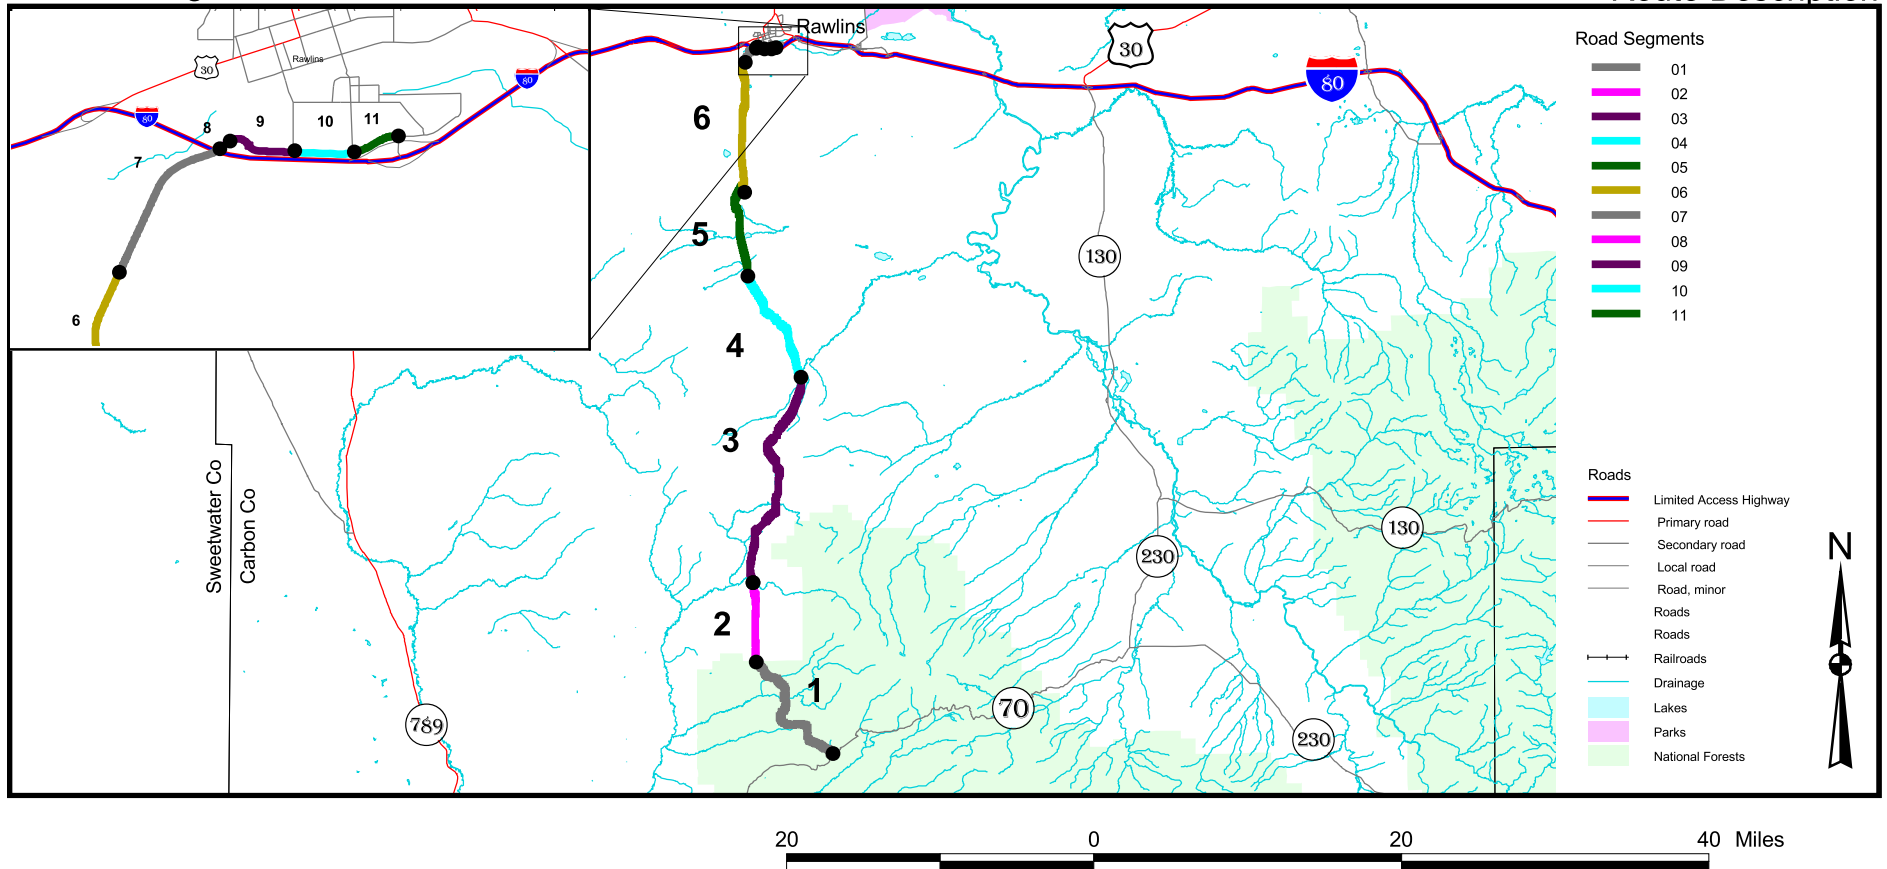 Rawlins
30
Rawlins
80
8
9
10
11
7
6
6
5
4
3
2
1
30
80
130
130
230
230
70
789
Sweetwater Co
Carbon Co
Road Segments
01
02
03
04
05
06
07
08
09
10
11
Roads
Limited Access Highway
Primary road
Secondary road
Local road
Road, minor
Roads
Roads
Railroads
Drainage
Lakes
Parks
National Forests
N
20
0
20
40 Miles
80